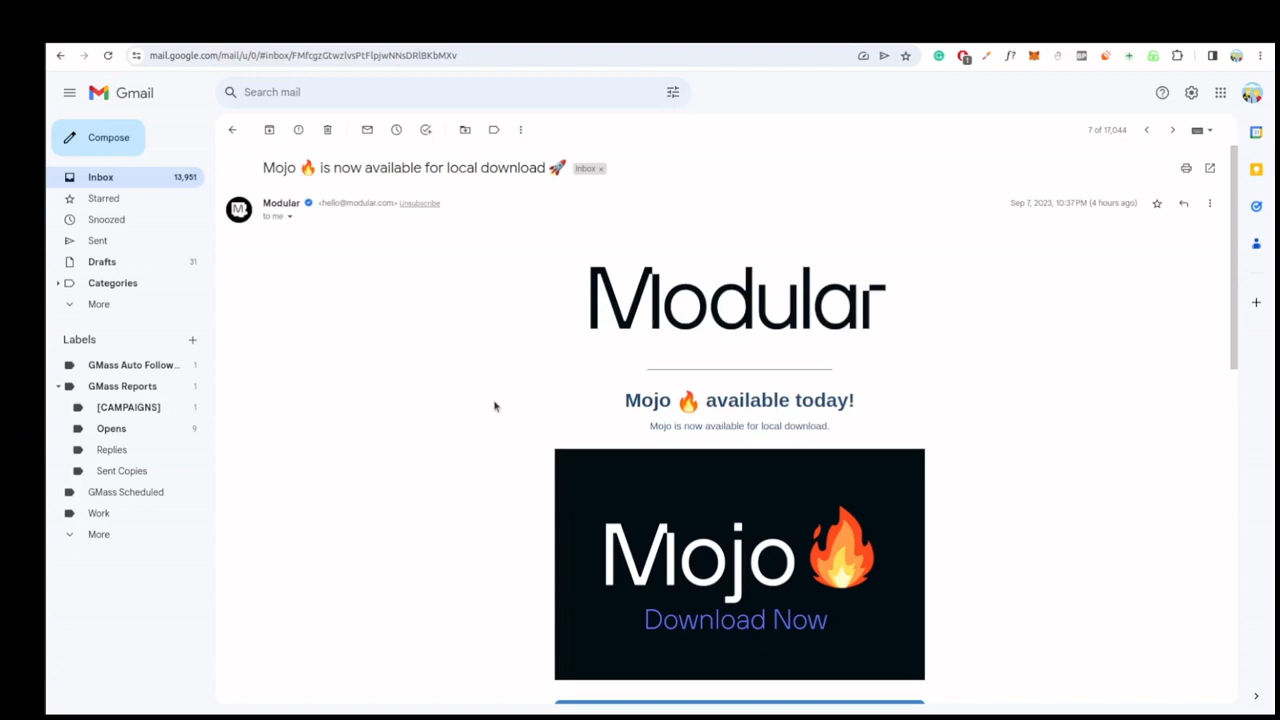 mail.google.com/mail/u/0/#inbox/FMfcgzGtwzlvsPtFlpjwNNsDRlBKbMXv
Gmail
Search mail
Compose
7 of 17,044
Mojo 🔥 is now available for local download 🚀 Inbox ×
Inbox 13,951
Starred
Snoozed
Sent
Drafts 31
Categories
More
Labels
GMass Auto Follow... 1
GMass Reports 1
[CAMPAIGNS] 1
Opens 9
Replies
Sent Copies
GMass Scheduled
Work
More
Modular <hello@modular.com> Unsubscribe
to me
Sep 7, 2023, 10:37 PM (4 hours ago)
Modular
Mojo 🔥 available today!
Mojo is now available for local download.
Mojo🔥
Download Now